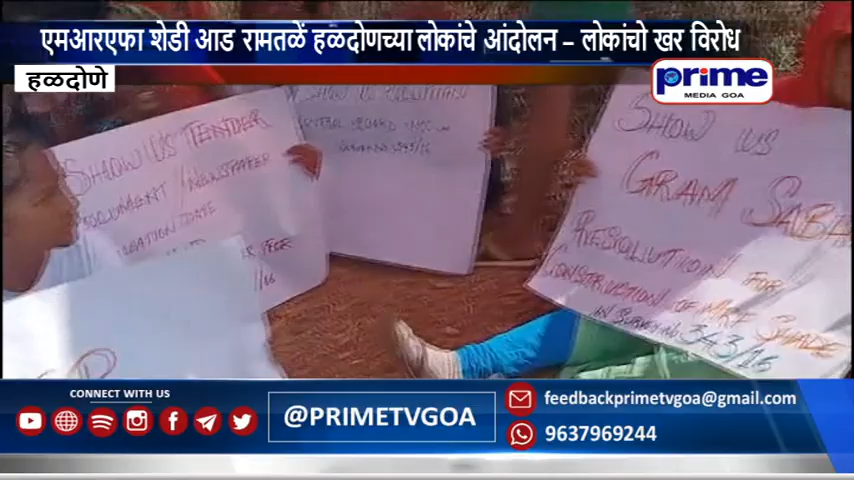 एमआरएफा शेडी आड रामतळें हळदोणच्या लोकांचे आंदोलन – लोकांचो खर विरोध
हळदोणे
prime
MEDIA GOA
SHOW US TENDER
DOCUMENT / NEWSPAPER
DATE
SHOW US
GRAM SABHA
RESOLUTION FOR
CONSTRUCTION OF MRF SHADE
IN SURVEY NO 343/16
CONNECT WITH US
@PRIMETVGOA
feedbackprimetvgoa@gmail.com
9637969244